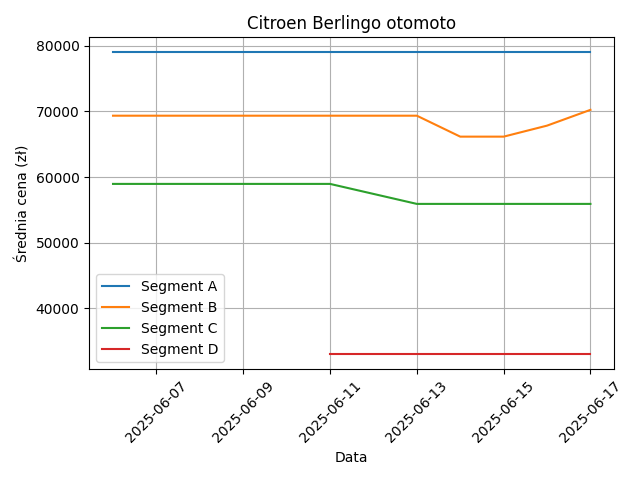 Citroen Berlingo otomoto
Średnia cena (zł)
80000
70000
60000
50000
40000
Segment A
Segment B
Segment C
Segment D
2025-06-07
2025-06-09
2025-06-11
2025-06-13
2025-06-15
2025-06-17
Data